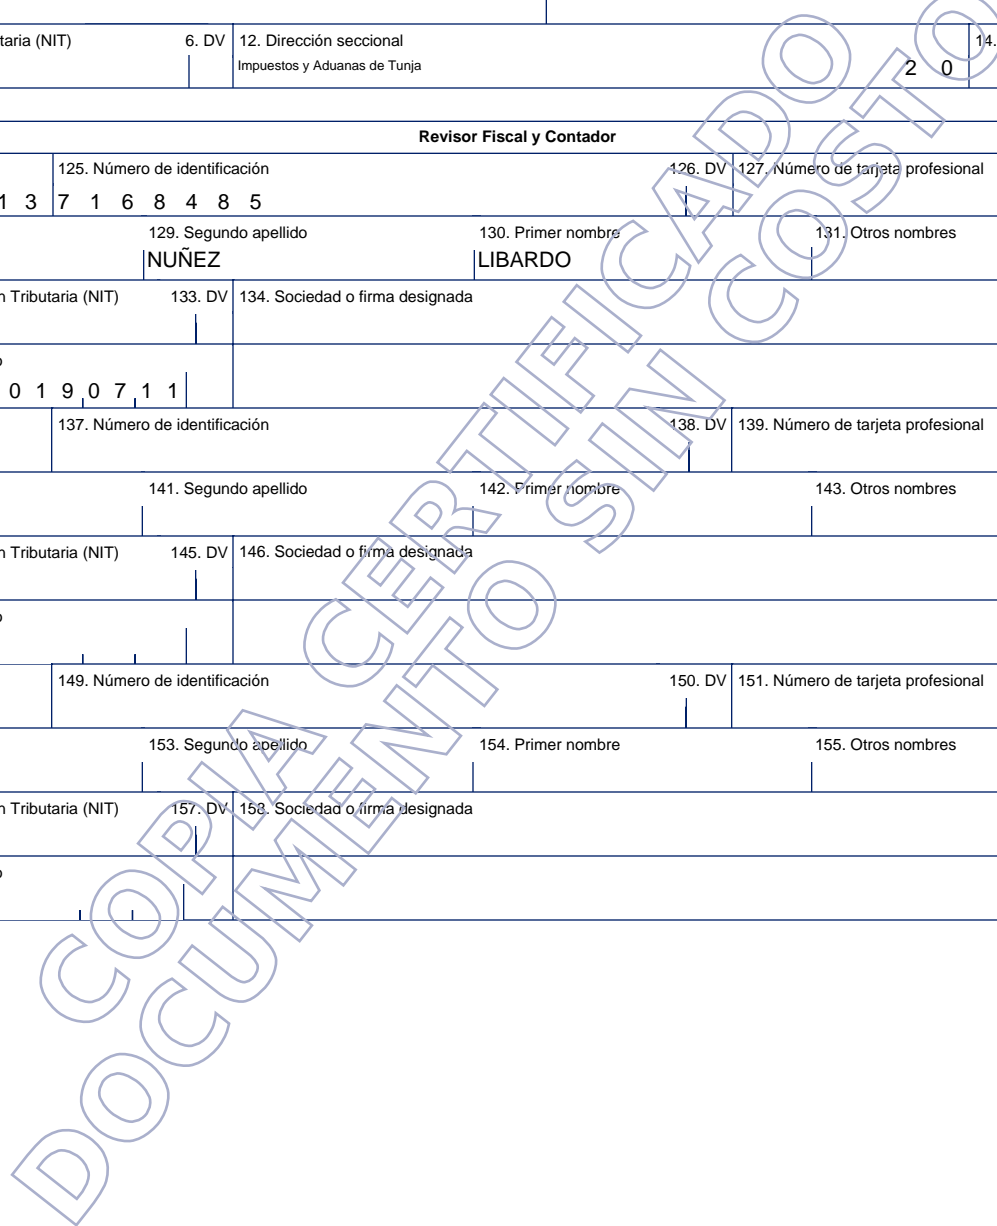 taria (NIT) 6. DV 12. Dirección seccional 14.
Impuestos y Aduanas de Tunja 2 0
Revisor Fiscal y Contador
125. Número de identificación 126. DV 127. Número de tarjeta profesional
1 3 7 1 6 8 4 8 5
129. Segundo apellido 130. Primer nombre 131. Otros nombres
NUÑEZ LIBARDO
n Tributaria (NIT) 133. DV 134. Sociedad o firma designada
o
0 1 9 0 7 1 1
137. Número de identificación 138. DV 139. Número de tarjeta profesional
141. Segundo apellido 142. Primer nombre 143. Otros nombres
n Tributaria (NIT) 145. DV 146. Sociedad o firma designada
o
149. Número de identificación 150. DV 151. Número de tarjeta profesional
153. Segundo apellido 154. Primer nombre 155. Otros nombres
n Tributaria (NIT) 157. DV 158. Sociedad o firma designada
o
COPIA CERTIFICADO
DOCUMENTO SIN COSTO